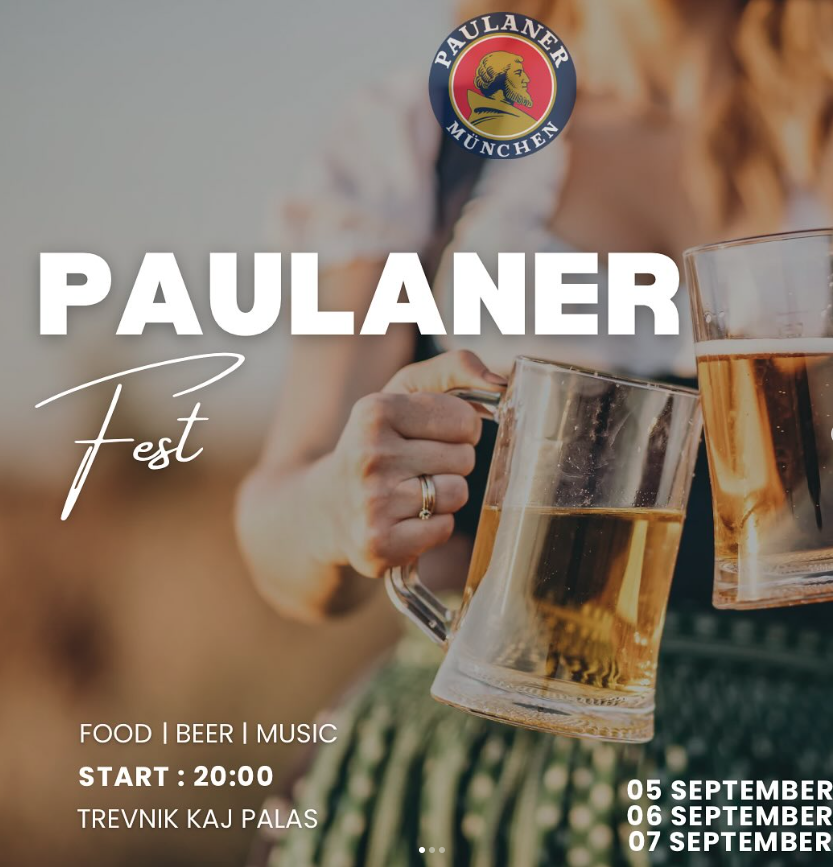 PAULANER
MÜNCHEN
PAULANER
Fest
FOOD | BEER | MUSIC
START : 20:00
TREVNIK KAJ PALAS
05 SEPTEMBER
06 SEPTEMBER
07 SEPTEMBER